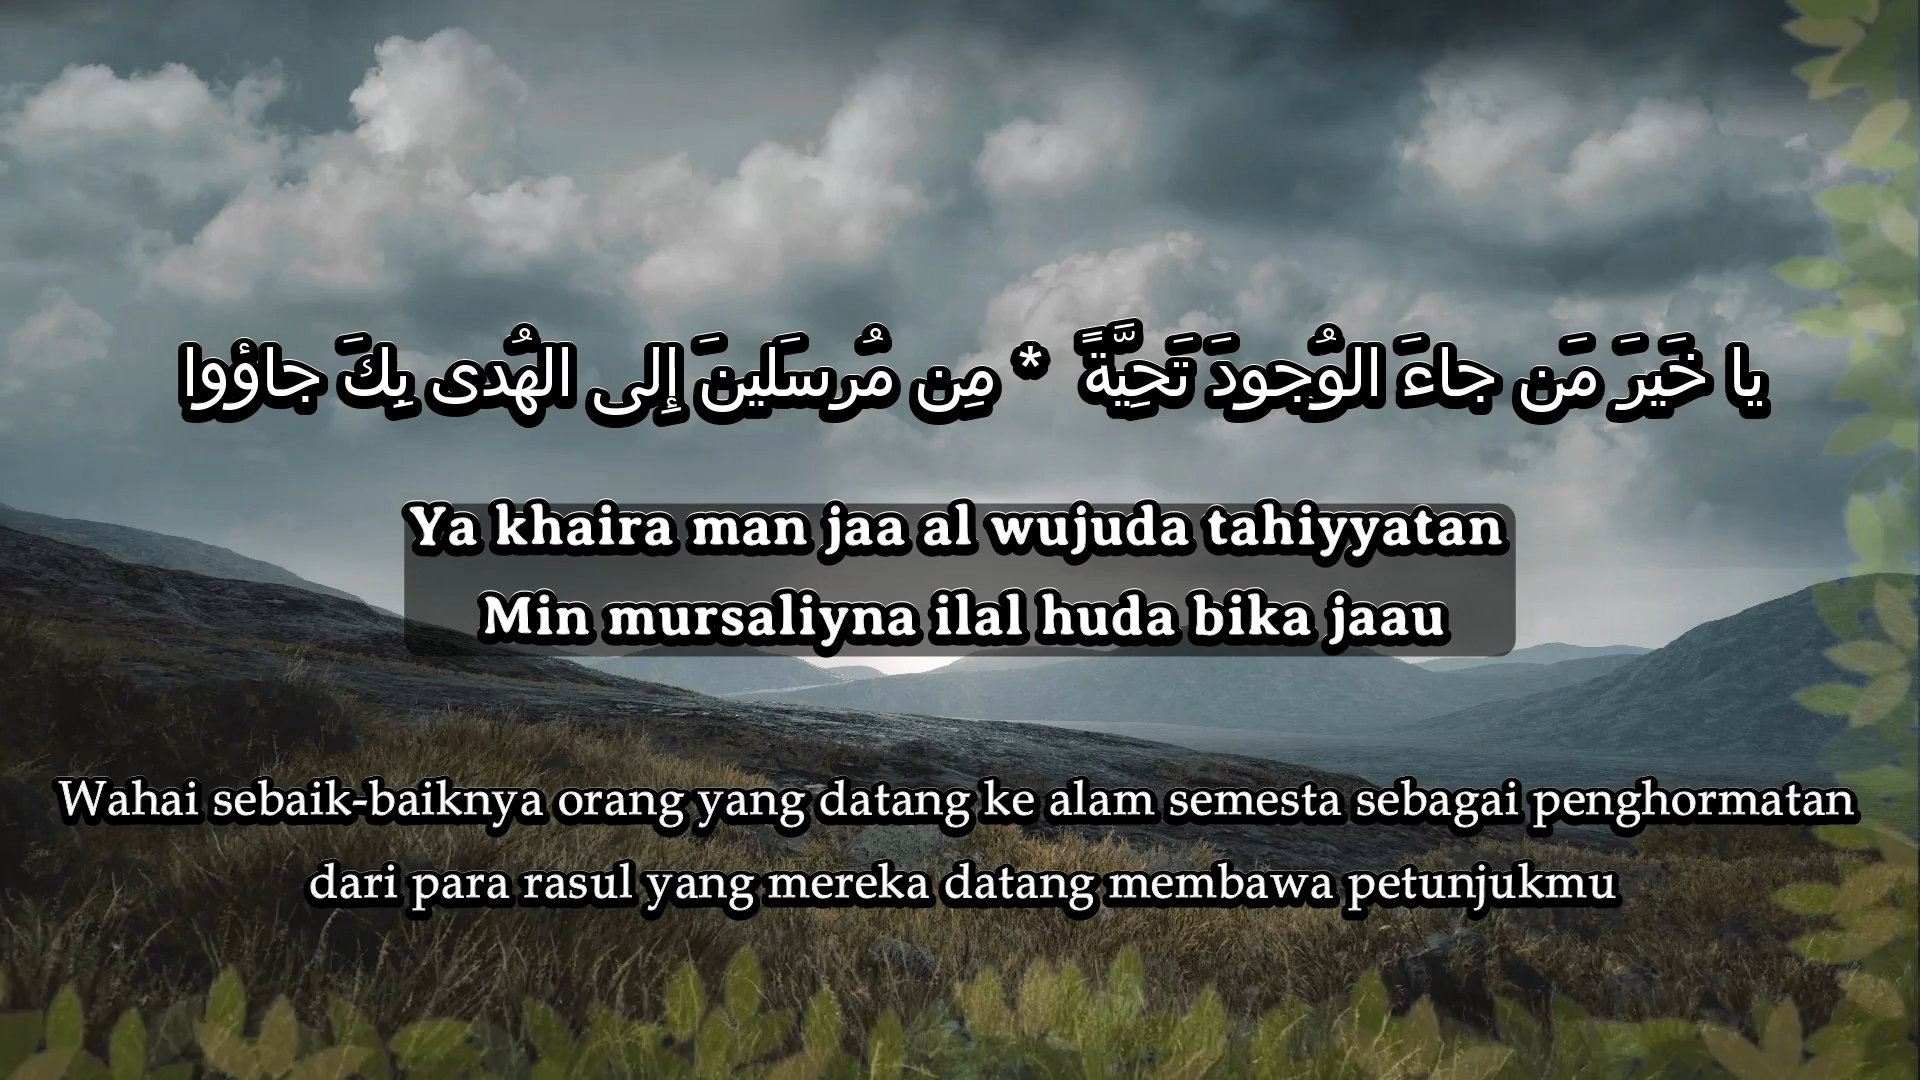 يا خَيرَ مَن جاءَ الوُجودَ تَحِيَّةً * مِن مُرسَلينَ إِلى الهُدى بِكَ جاؤوا
Ya khaira man jaa al wujuda tahiyyatan
Min mursaliyna ilal huda bika jaau
Wahai sebaik-baiknya orang yang datang ke alam semesta sebagai penghormatan
dari para rasul yang mereka datang membawa petunjukmu